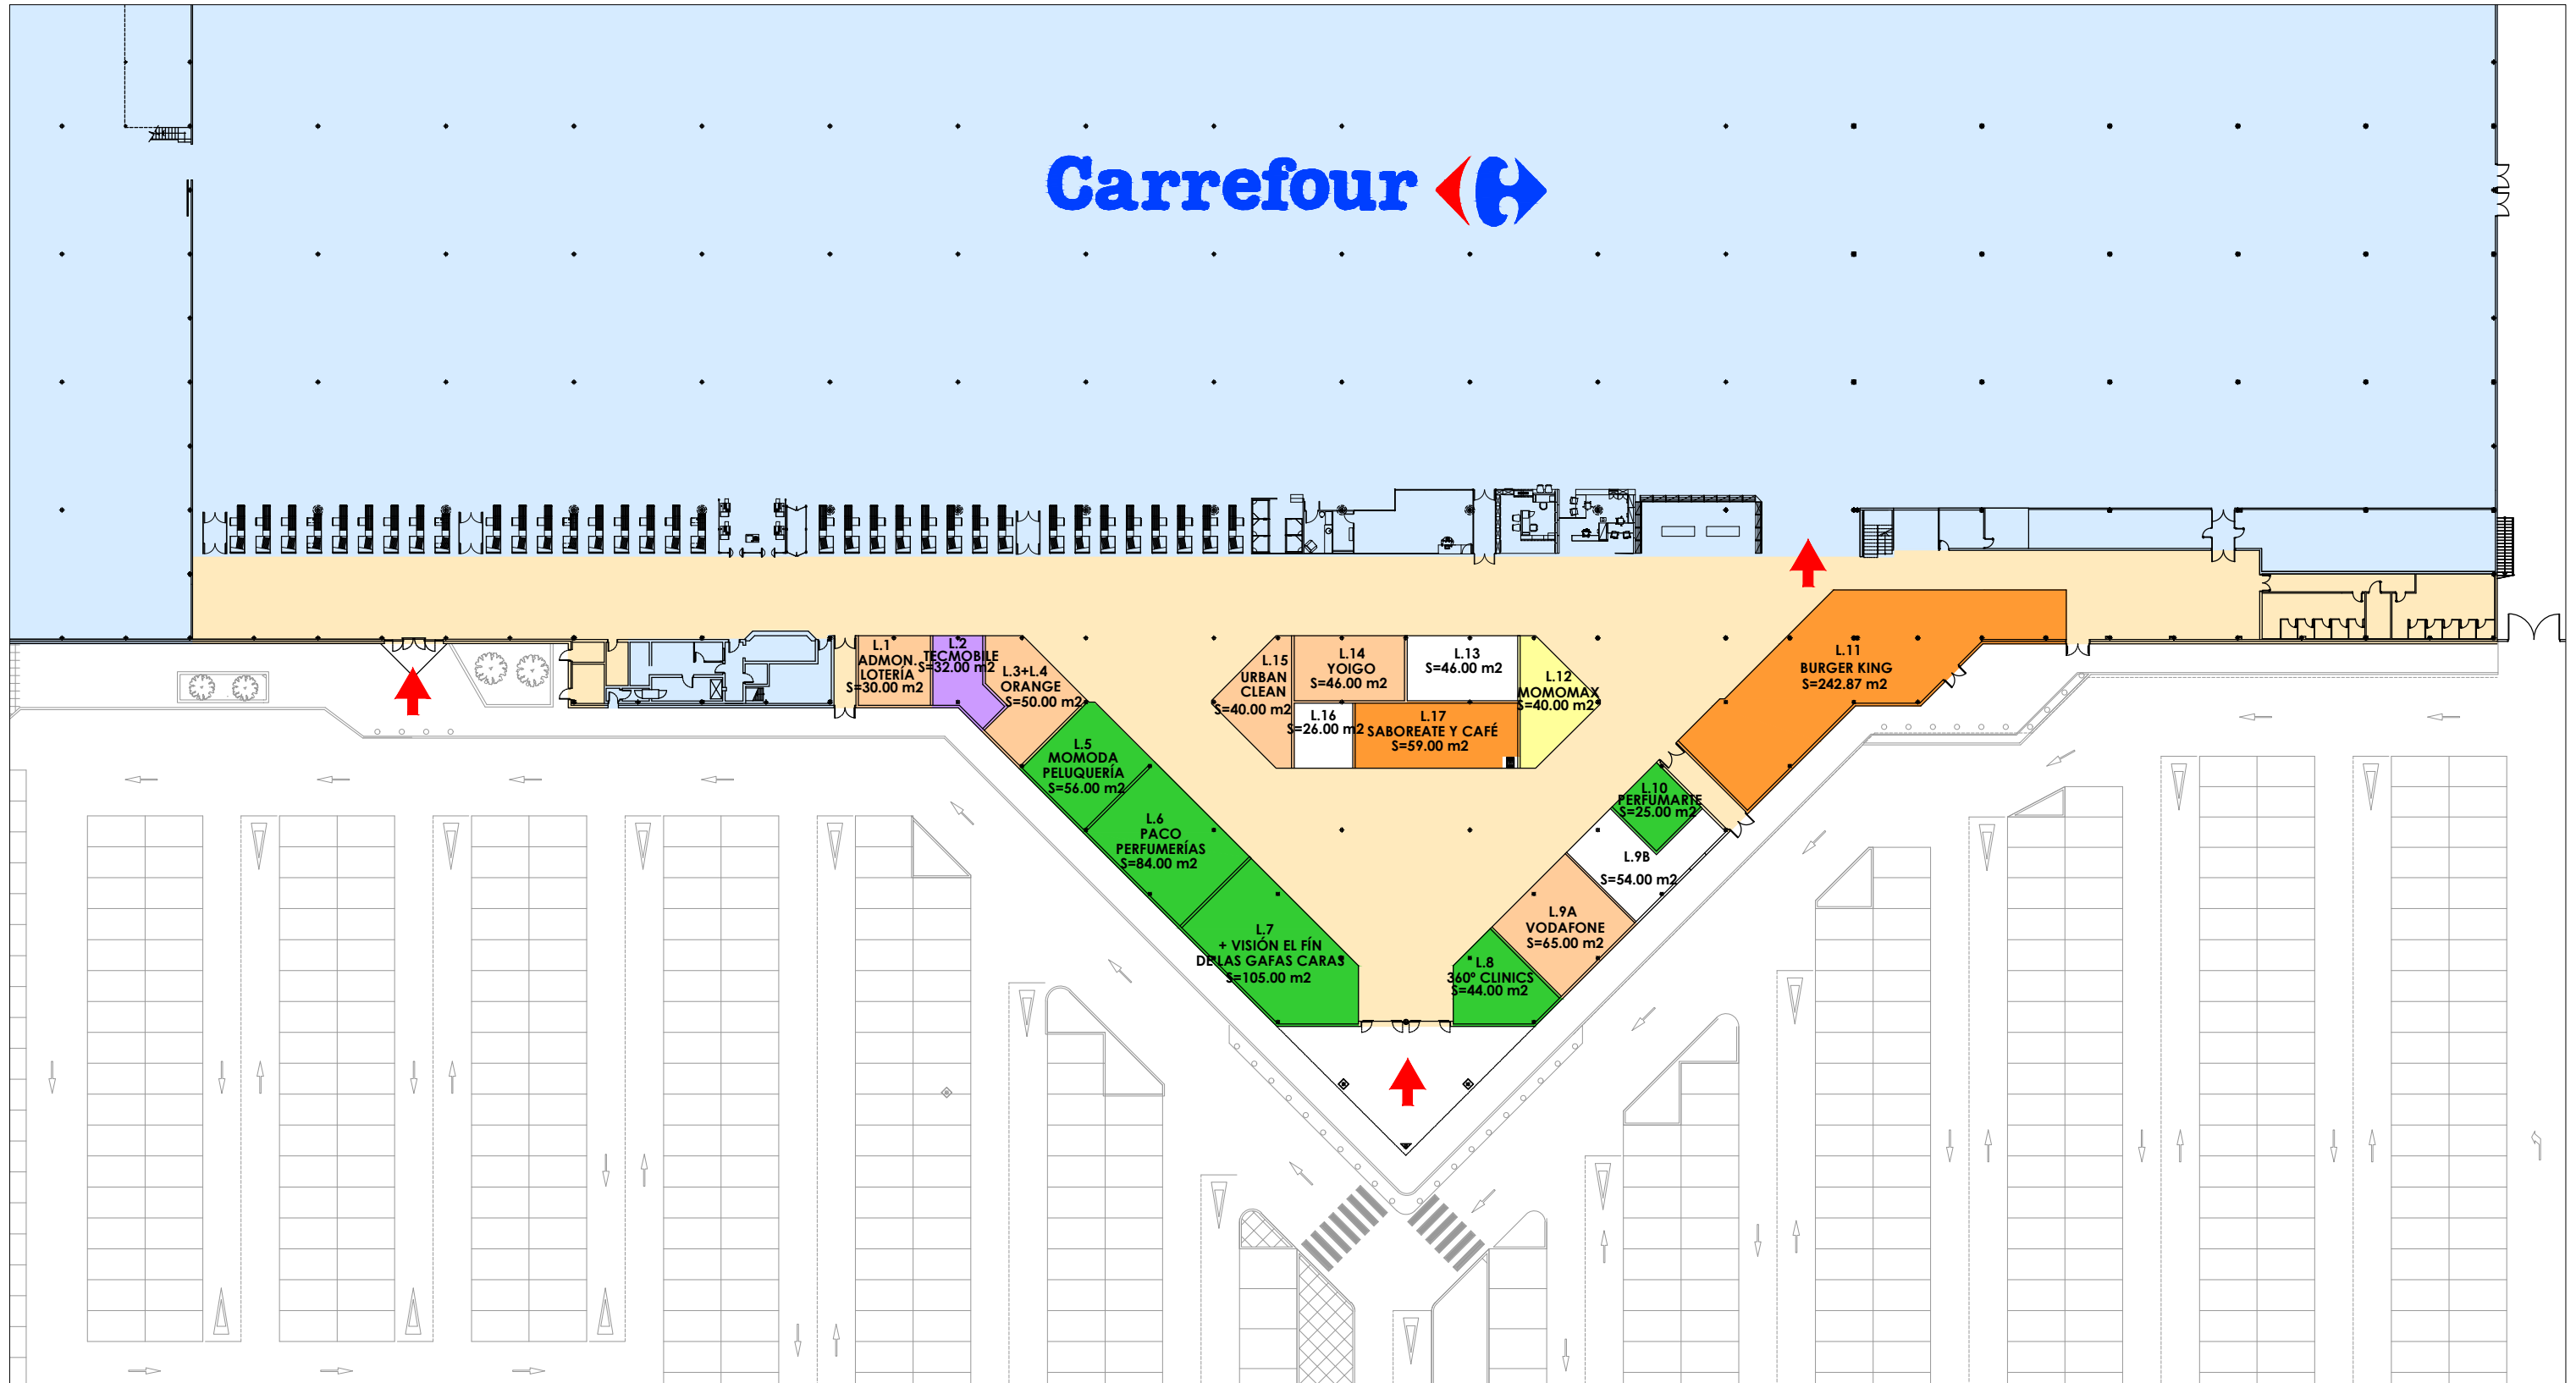 Carrefour
L.1
ADMON.
LOTERÍA
S=30.00 m2
L.2
TECMOBILE
S=32.00 m2
L.3+L.4
ORANGE
S=50.00 m2
L.5
MOMODA
PELUQUERÍA
S=56.00 m2
L.6
PACO
PERFUMERÍAS
S=84.00 m2
L.7
+ VISIÓN EL FÍN
DE LAS GAFAS CARAS
S=105.00 m2
L.15
URBAN
CLEAN
S=40.00 m2
L.14
YOIGO
S=46.00 m2
L.13
S=46.00 m2
L.12
MOMOMAX
S=40.00 m2
L.16
S=26.00 m2
L.17
SABOREATE Y CAFÉ
S=59.00 m2
L.11
BURGER KING
S=242.87 m2
L.10
PERFUMARTE
S=25.00 m2
L.9B
S=54.00 m2
L.9A
VODAFONE
S=65.00 m2
L.8
360º CLINICS
S=44.00 m2